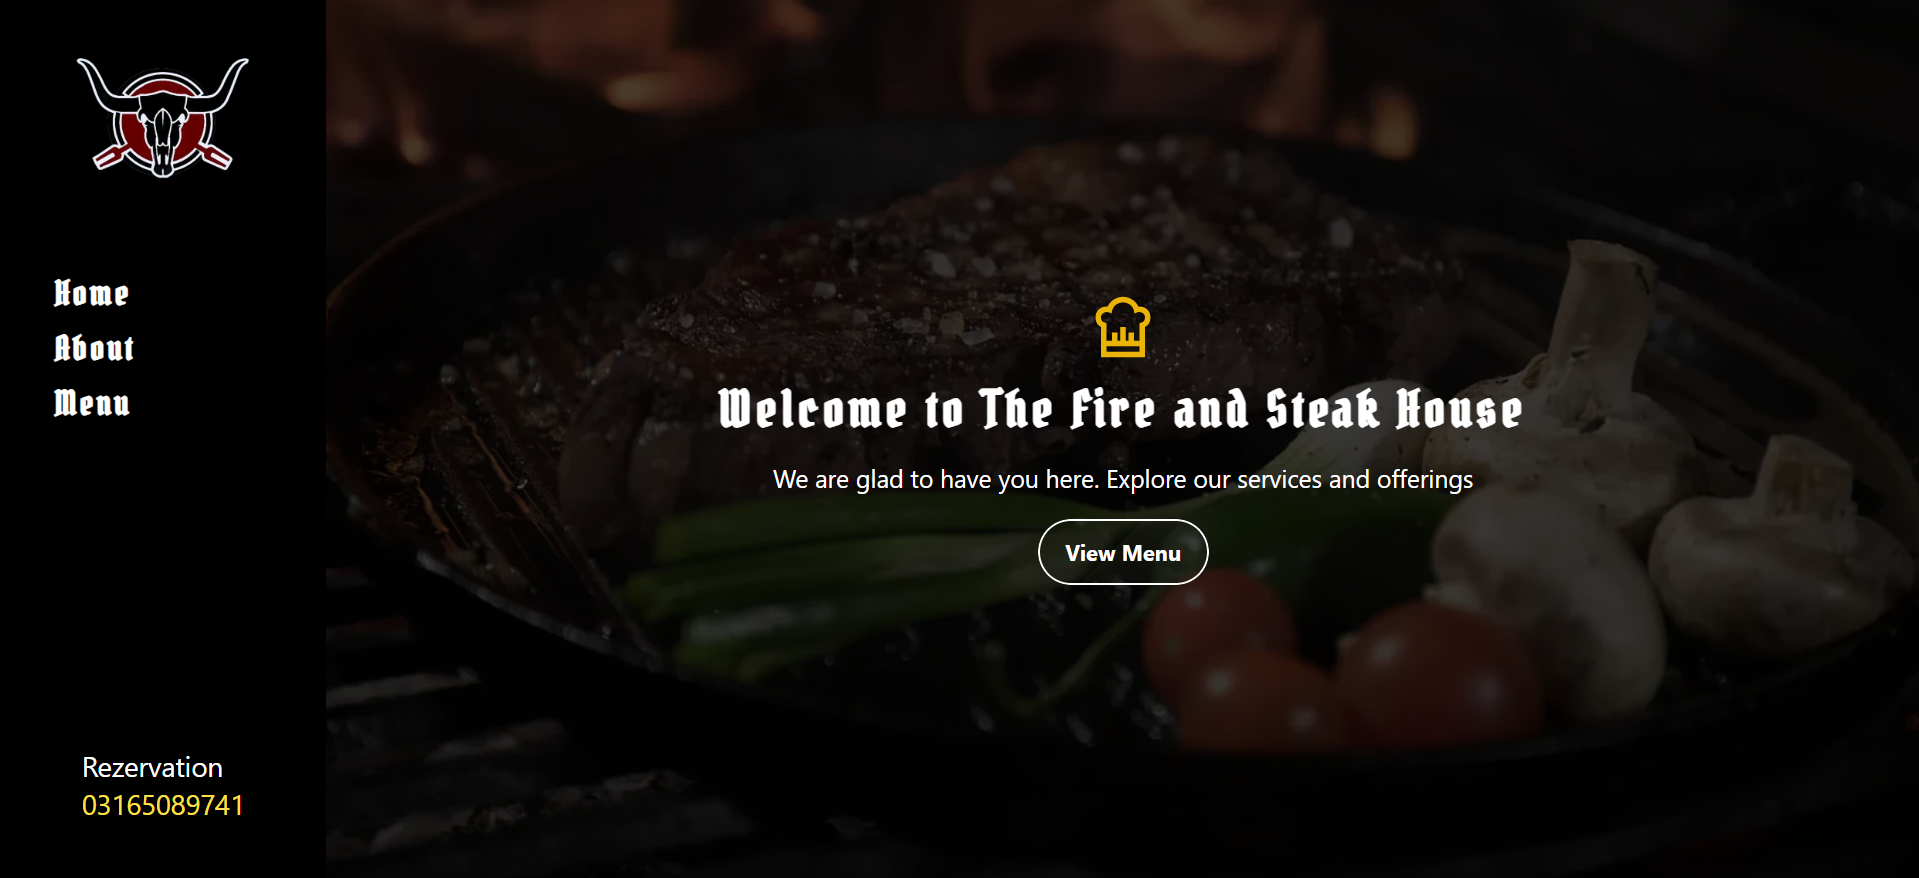 Home
About
Menu
Rezervation
03165089741
Welcome to The Fire and Steak House
We are glad to have you here. Explore our services and offerings
View Menu